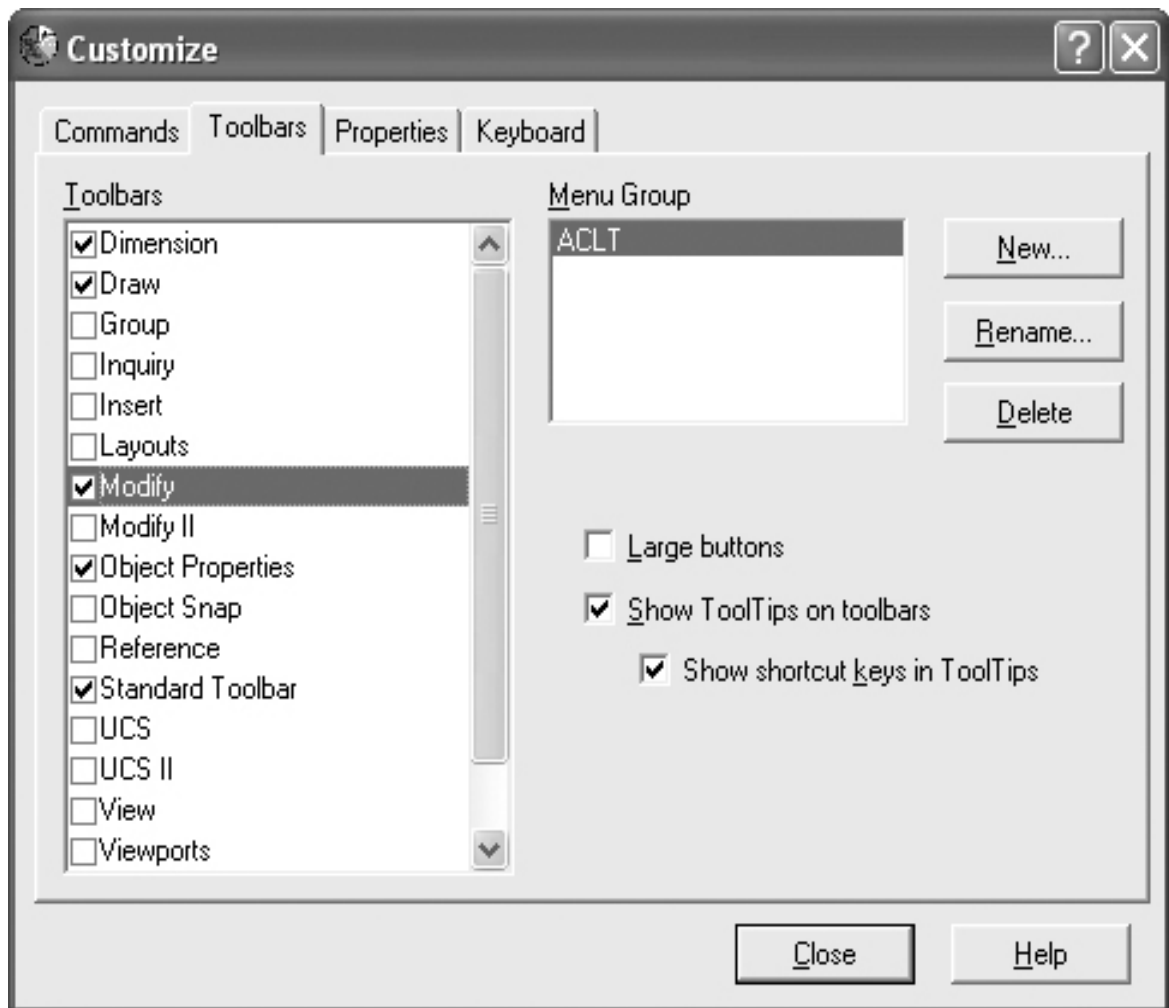 Customize
Commands Toolbars Properties Keyboard
Toolbars
Dimension
Draw
Group
Inquiry
Insert
Layouts
Modify
Modify II
Object Properties
Object Snap
Reference
Standard Toolbar
UCS
UCS II
View
Viewports
Menu Group
ACLT
New...
Rename...
Delete
Large buttons
Show ToolTips on toolbars
Show shortcut keys in ToolTips
Close Help